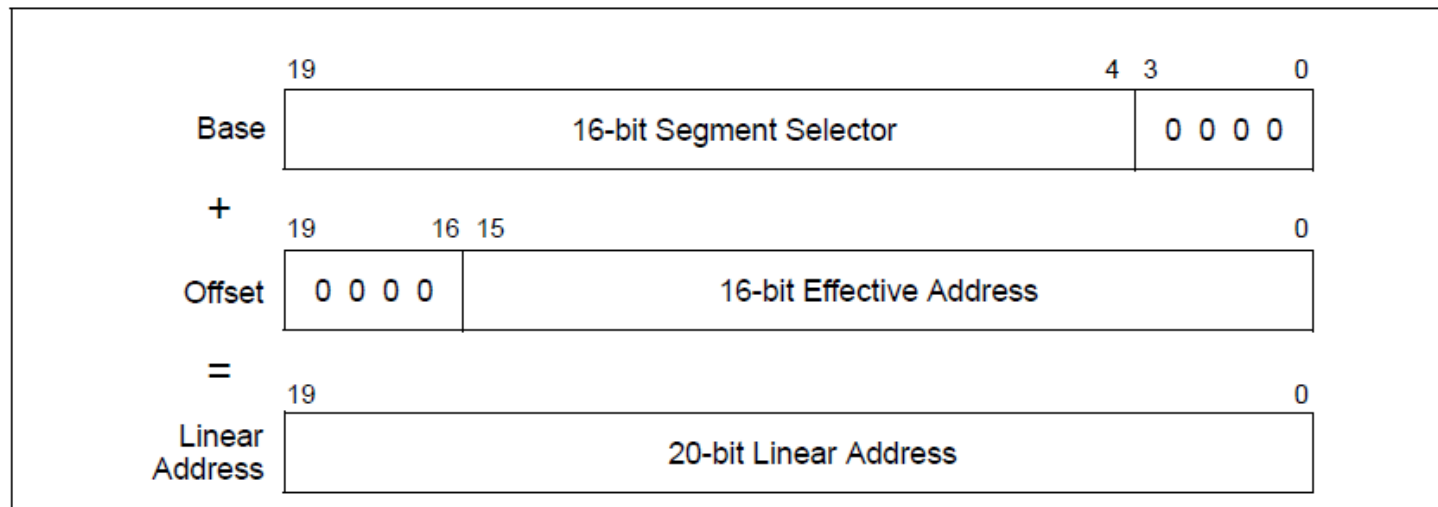 19 4 3 0
Base 16-bit Segment Selector 0 0 0 0
+
19 16 15 0
Offset 0 0 0 0 16-bit Effective Address
=
19 0
Linear
Address 20-bit Linear Address